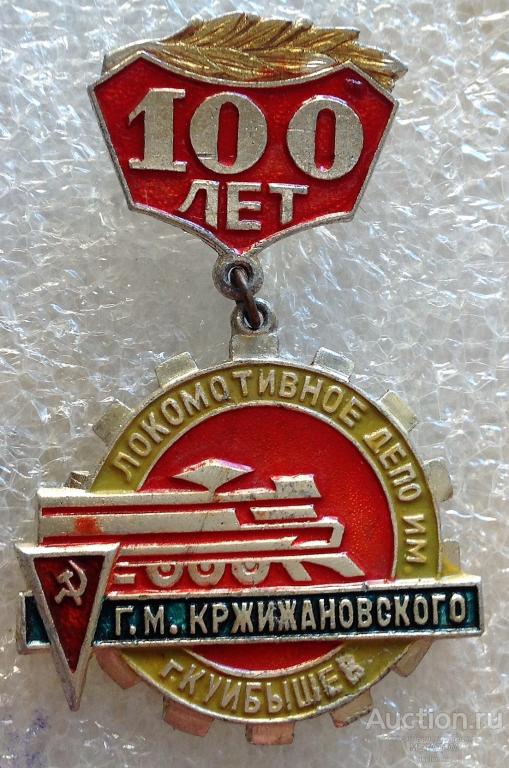 100
ЛЕТ
ЛОКОМОТИВНОЕ ДЕПО ИМ
Г.М. КРЖИЖАНОВСКОГО
г. КУЙБЫШЕВ
Auction.ru